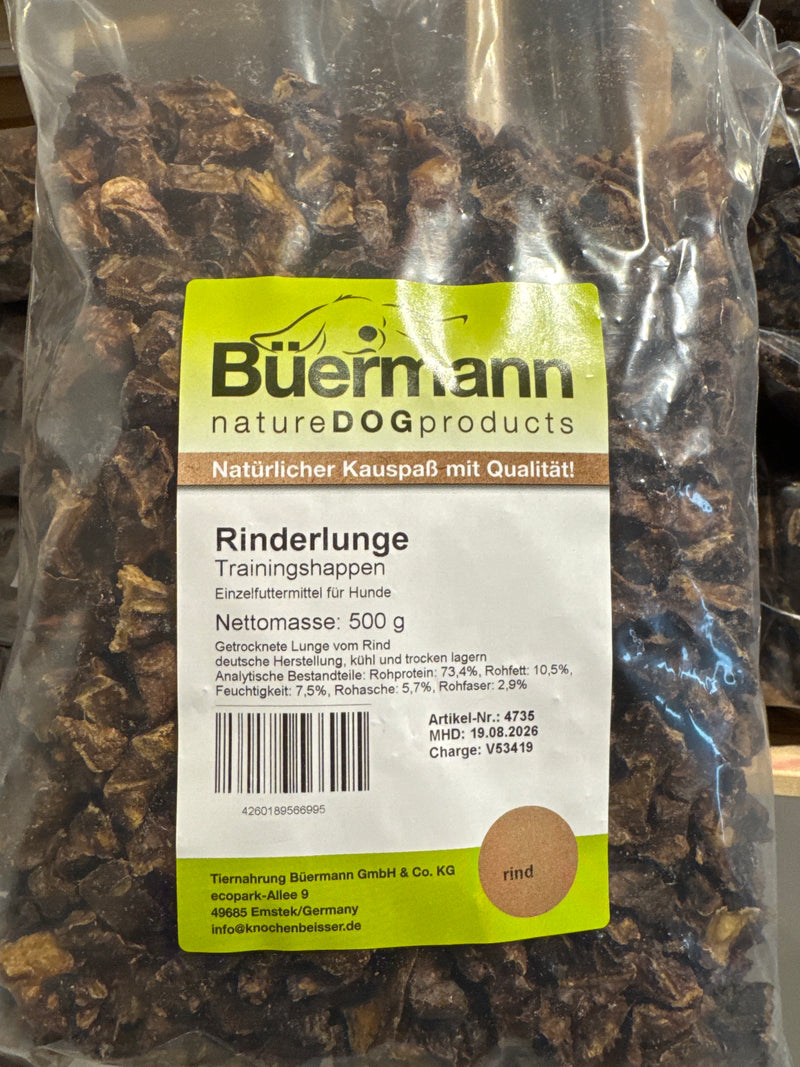 Büermann
natureDOGproducts
Natürlicher Kauspaß mit Qualität!
Rinderlunge
Trainingshappen
Einzelfuttermittel für Hunde
Nettomasse: 500 g
Getrocknete Lunge vom Rind
deutsche Herstellung, kühl und trocken lagern
Analytische Bestandteile: Rohprotein: 73,4%, Rohfett: 10,5%,
Feuchtigkeit: 7,5%, Rohasche: 5,7%, Rohfaser: 2,9%
Artikel-Nr.: 4735
MHD: 19.08.2026
Charge: V53419
4260189566995
rind
Tiernahrung Büermann GmbH & Co. KG
ecopark-Allee 9
49685 Emstek/Germany
info@knochenbeisser.de